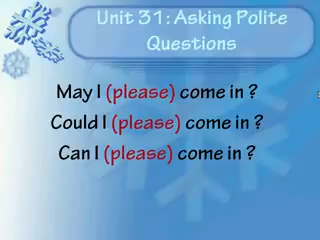 Unit 31: Asking Polite
Questions
May I (please) come in ?
Could I (please) come in ?
Can I (please) come in ?